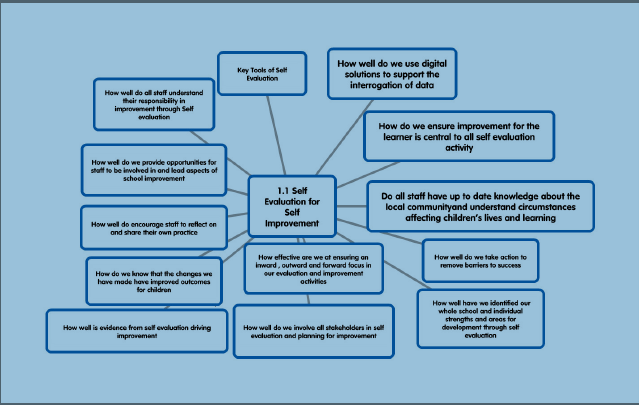 Key Tools of Self
Evaluation
How well do we use digital
solutions to support the
interrogation of data
How well do all staff understand
their responsibility in
improvement through Self
evaluation
How do we ensure improvement for the
learner is central to all self evaluation
activity
How well do we provide opportunities for
staff to be involved in and lead aspects of
school improvement
1.1 Self
Evaluation for
Self
Improvement
Do all staff have up to date knowledge about the
local communityand understand circumstances
affecting children's lives and learning
How well do encourage staff to reflect on
and share their own practice
How effective are we at ensuring an
inward , outward and forward focus in
our evaluation and improvement
activities
How well do we take action to
remove barriers to success
How do we know that the changes we
have made have improved outcomes
for children
How well have we identified our
whole school and individual
strengths and areas for
development through self
evaluation
How well is evidence from self evaluation driving
improvement
How well do we involve all stakeholders in self
evaluation and planning for improvement